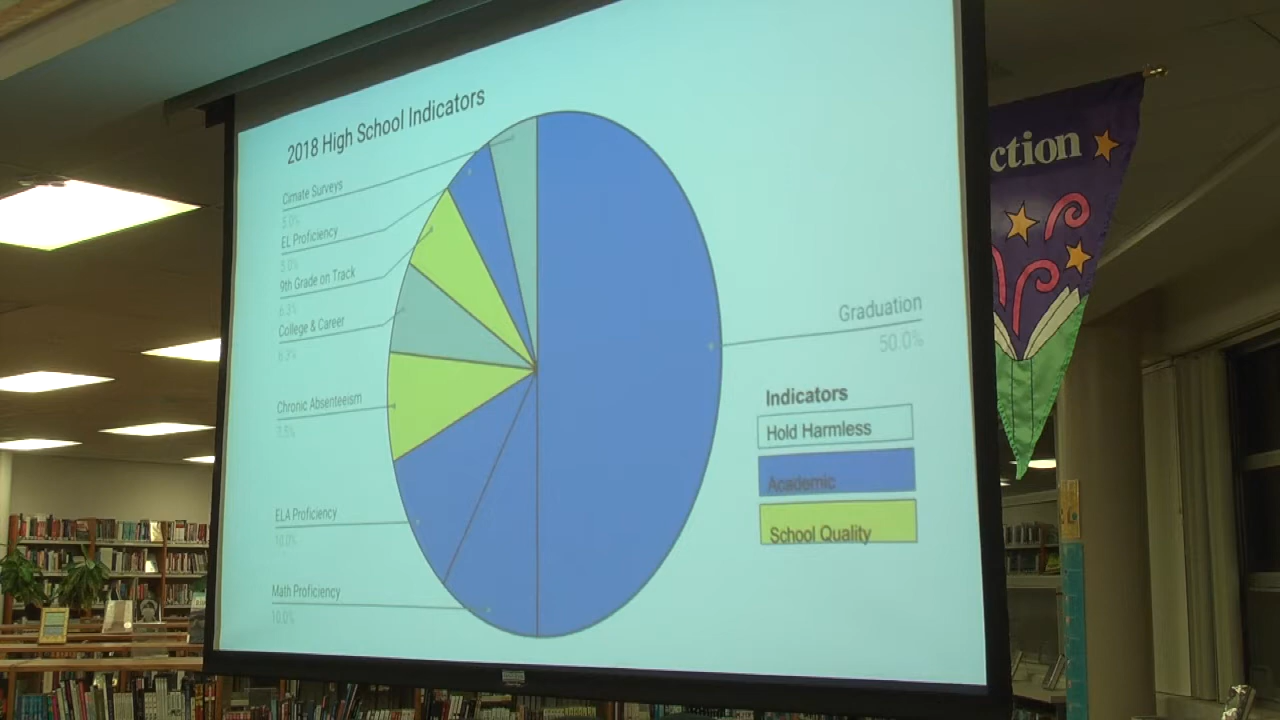 2018 High School Indicators
Cimate Surveys
5.0%
EL Proficiency
5.0%
9th Grade on Track
6.3%
College & Career
6.3%
Chronic Absenteeism
7.5%
ELA Proficiency
10.0%
Math Proficiency
10.0%
Graduation
50.0%
Indicators
Hold Harmless
Academic
School Quality
ction